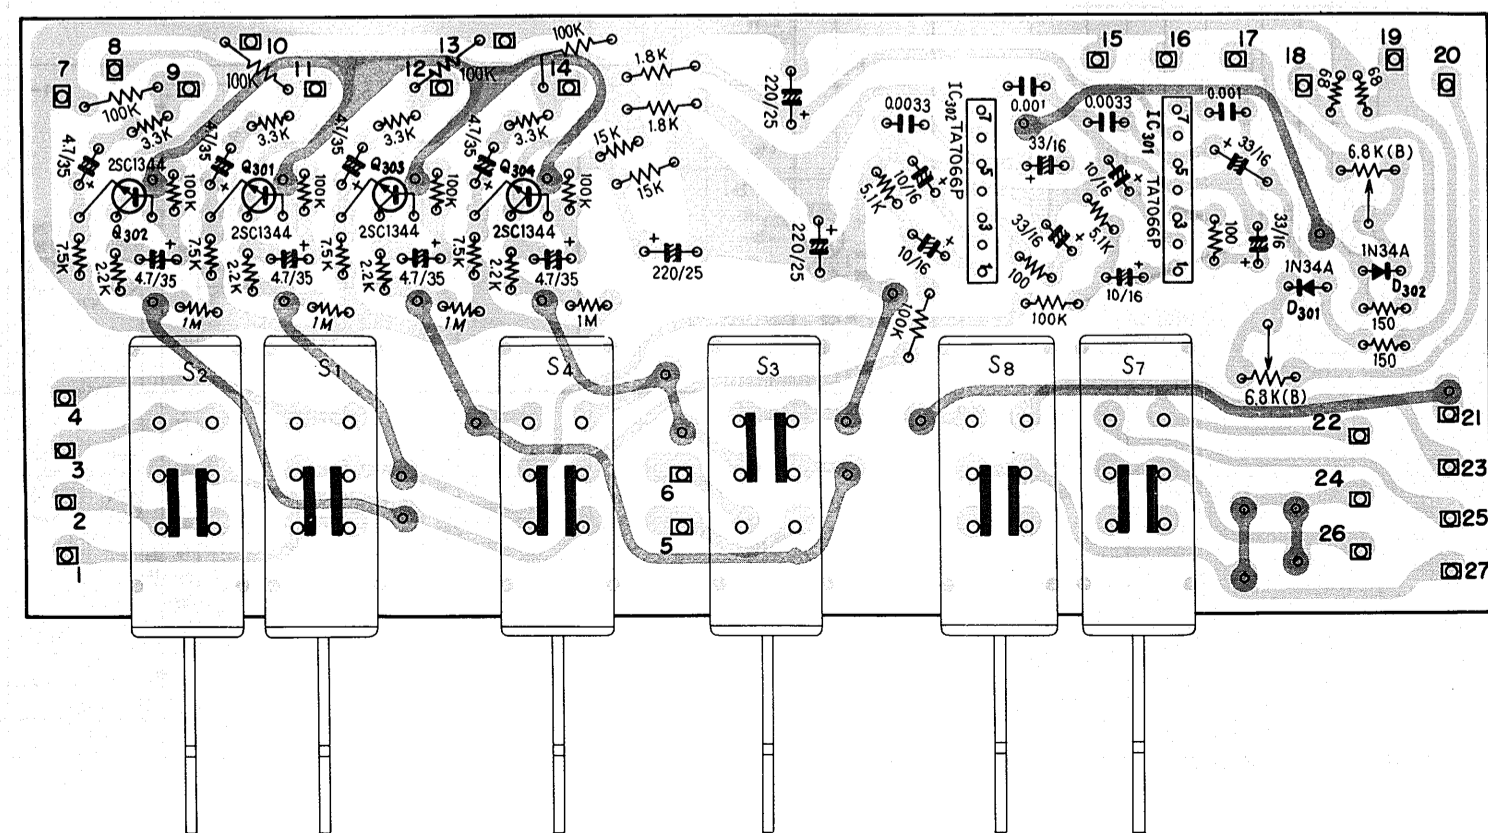 7
8
9
10
11
12
13
14
15
16
17
18
19
20
100K
100K
100K
100K
1.8K
1.8K
15K
15K
220/25
220/25
220/25
3.3K
3.3K
3.3K
3.3K
4.7/35
4.7/35
4.7/35
4.7/35
2SC1344
Q302
Q301
2SC1344
Q303
2SC1344
Q304
2SC1344
100K
100K
100K
100K
7.5K
7.5K
7.5K
7.5K
2.2K
2.2K
2.2K
2.2K
4.7/35
4.7/35
4.7/35
4.7/35
1M
1M
1M
1M
0.0033
IC302 TA7066P
7
5
3
1
0.001
0.0033
IC301 TA7066P
7
5
3
1
0.001
33/16
33/16
33/16
33/16
10/16
10/16
10/16
10/16
5.1K
5.1K
100
100
100K
100K
68
68
6.8K(B)
1N34A
D301
1N34A
D302
150
150
6.8K(B)
S2
S1
S4
S3
S8
S7
4
3
2
1
6
5
22
24
26
21
23
25
27